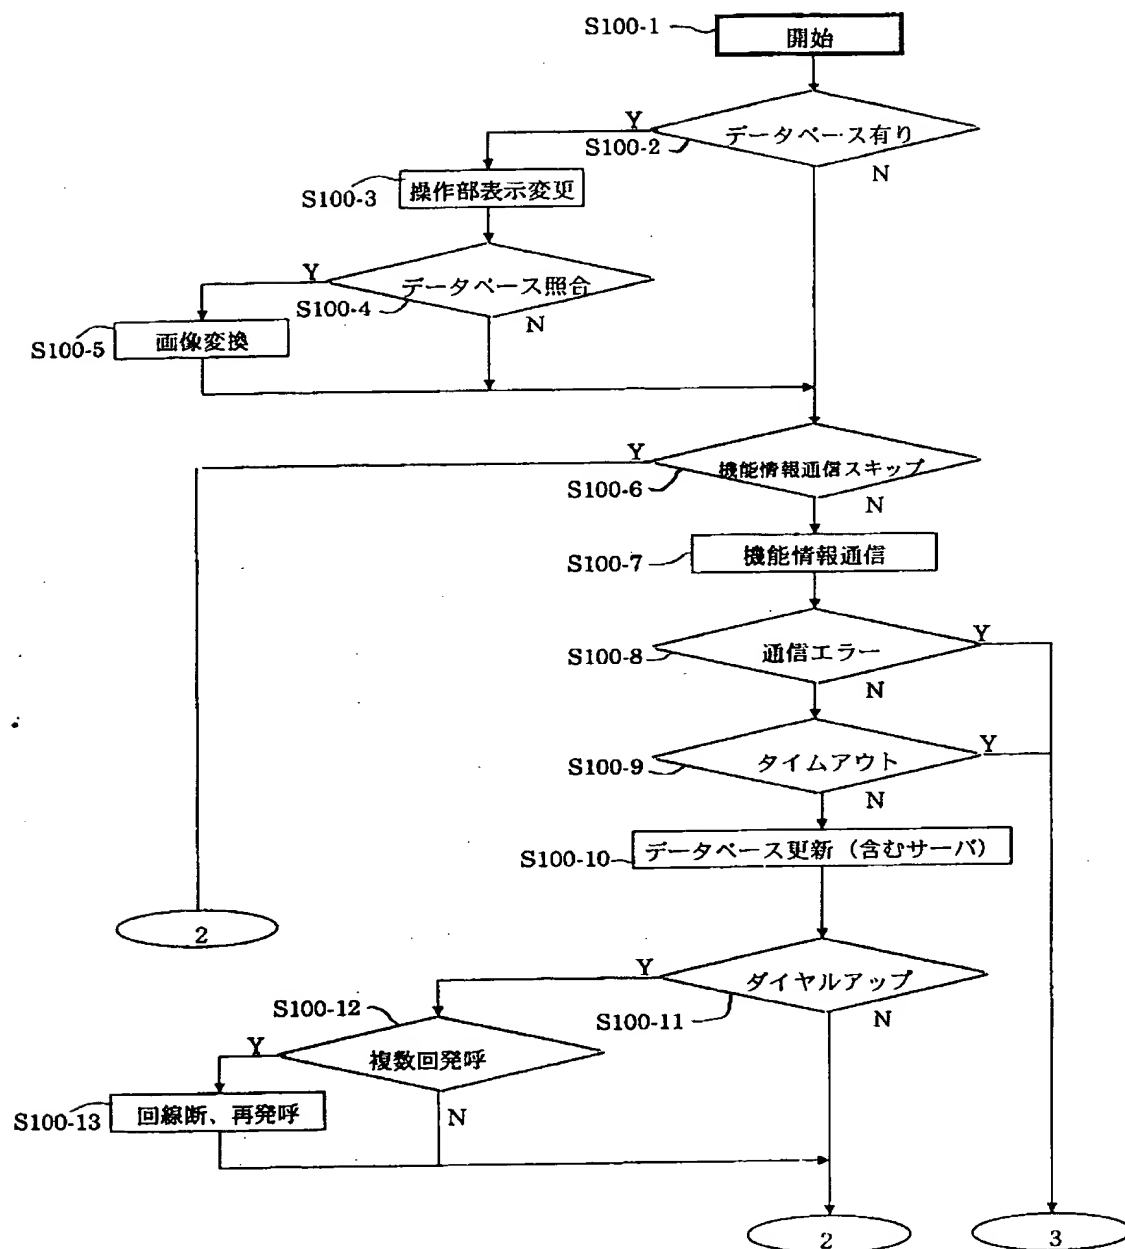 S100-1
開始
Y
データベース有り
S100-2
N
S100-3
操作部表示変更
Y
データベース照合
S100-4
N
S100-5
画像変換
Y
機能情報通信スキップ
S100-6
N
S100-7
機能情報通信
Y
S100-8
通信エラー
N
Y
S100-9
タイムアウト
N
S100-10
データベース更新（含むサーバ）
2
Y
ダイヤルアップ
S100-12
S100-11
N
Y
複数回発呼
S100-13
回線断、再発呼
N
2
3